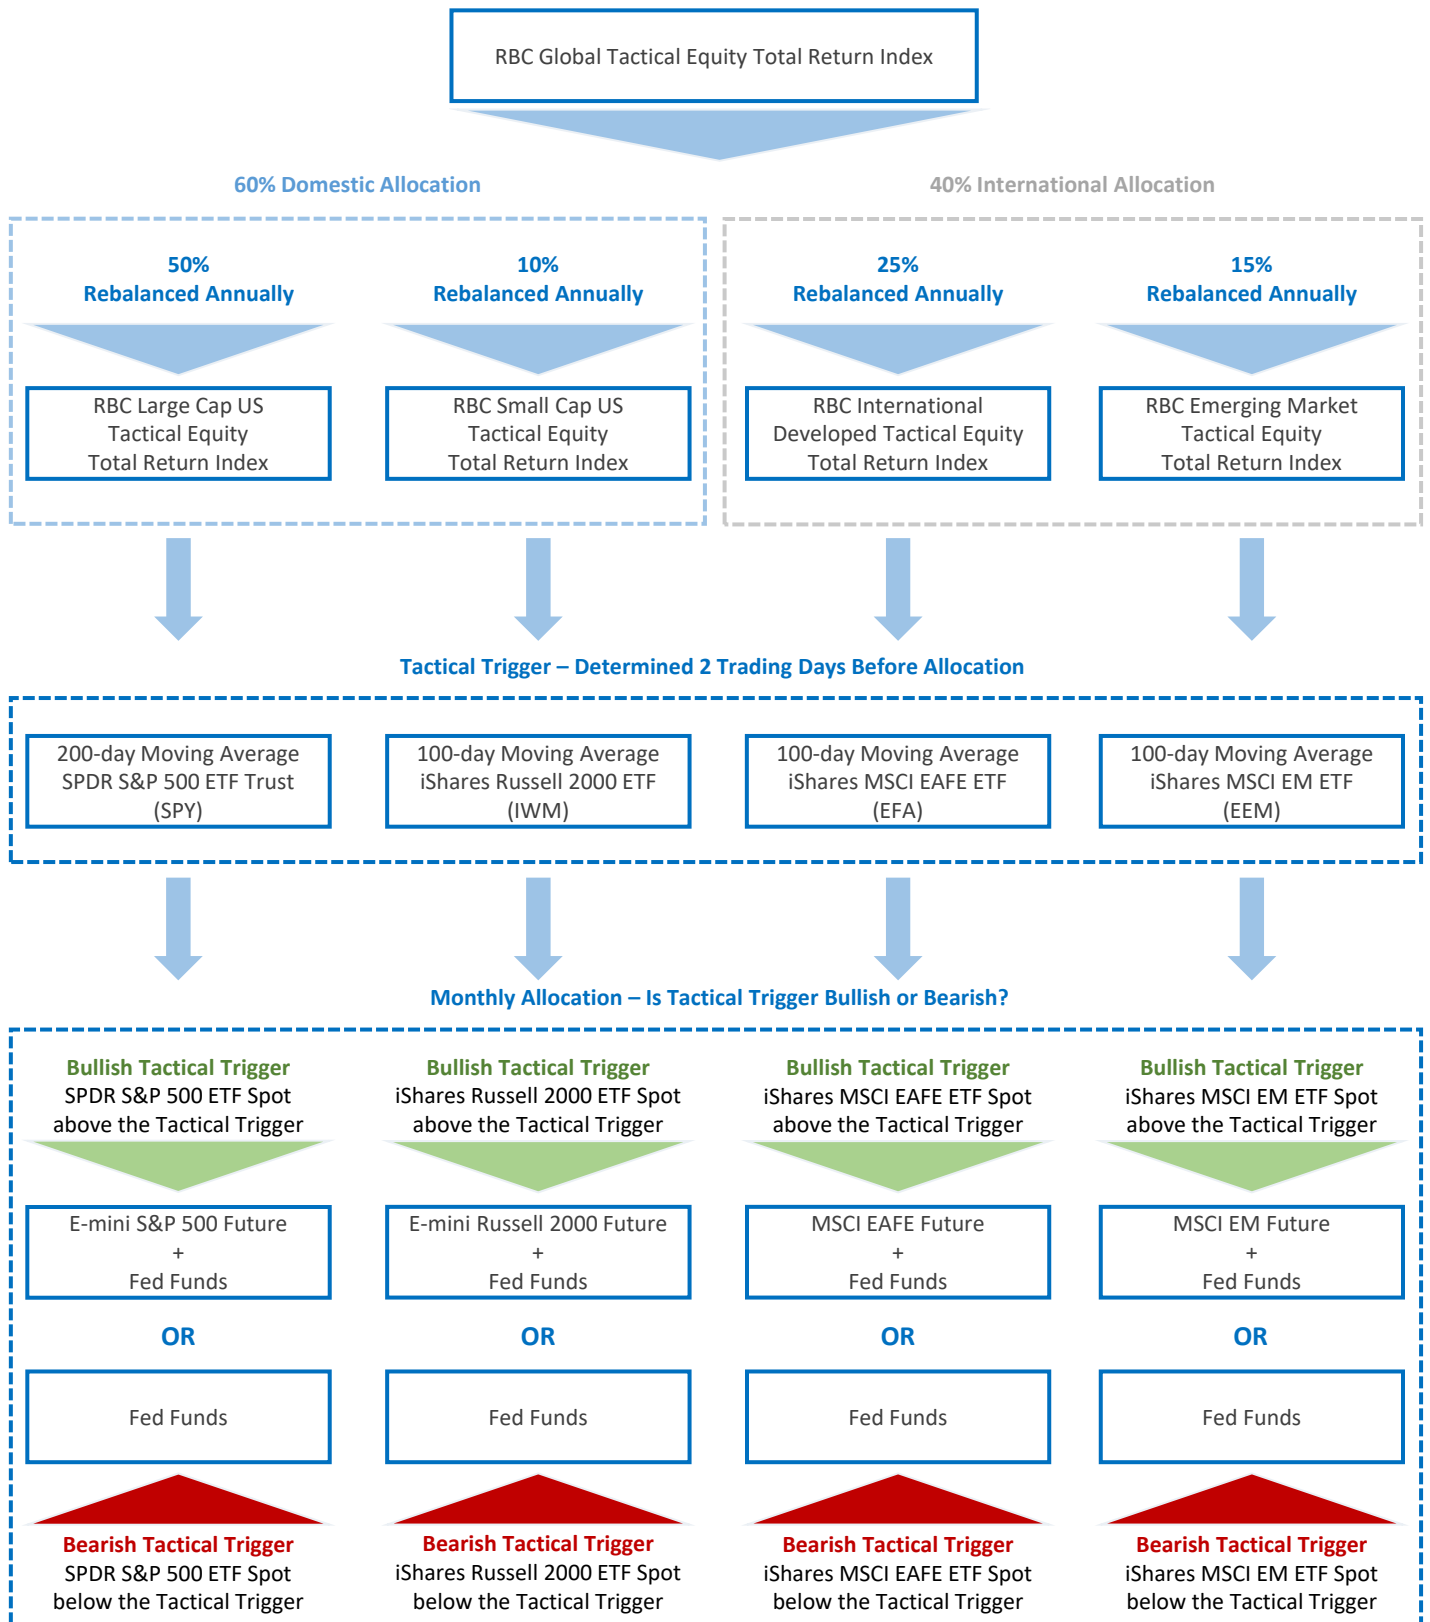 RBC Global Tactical Equity Total Return Index
60% Domestic Allocation
40% International Allocation
50%
Rebalanced Annually
10%
Rebalanced Annually
25%
Rebalanced Annually
15%
Rebalanced Annually
RBC Large Cap US
Tactical Equity
Total Return Index
RBC Small Cap US
Tactical Equity
Total Return Index
RBC International
Developed Tactical Equity
Total Return Index
RBC Emerging Market
Tactical Equity
Total Return Index
Tactical Trigger – Determined 2 Trading Days Before Allocation
200-day Moving Average
SPDR S&P 500 ETF Trust
(SPY)
100-day Moving Average
iShares Russell 2000 ETF
(IWM)
100-day Moving Average
iShares MSCI EAFE ETF
(EFA)
100-day Moving Average
iShares MSCI EM ETF
(EEM)
Monthly Allocation – Is Tactical Trigger Bullish or Bearish?
Bullish Tactical Trigger
SPDR S&P 500 ETF Spot
above the Tactical Trigger
Bullish Tactical Trigger
iShares Russell 2000 ETF Spot
above the Tactical Trigger
Bullish Tactical Trigger
iShares MSCI EAFE ETF Spot
above the Tactical Trigger
Bullish Tactical Trigger
iShares MSCI EM ETF Spot
above the Tactical Trigger
E-mini S&P 500 Future
+
Fed Funds
E-mini Russell 2000 Future
+
Fed Funds
MSCI EAFE Future
+
Fed Funds
MSCI EM Future
+
Fed Funds
OR
OR
OR
OR
Fed Funds
Fed Funds
Fed Funds
Fed Funds
Bearish Tactical Trigger
SPDR S&P 500 ETF Spot
below the Tactical Trigger
Bearish Tactical Trigger
iShares Russell 2000 ETF Spot
below the Tactical Trigger
Bearish Tactical Trigger
iShares MSCI EAFE ETF Spot
below the Tactical Trigger
Bearish Tactical Trigger
iShares MSCI EM ETF Spot
below the Tactical Trigger